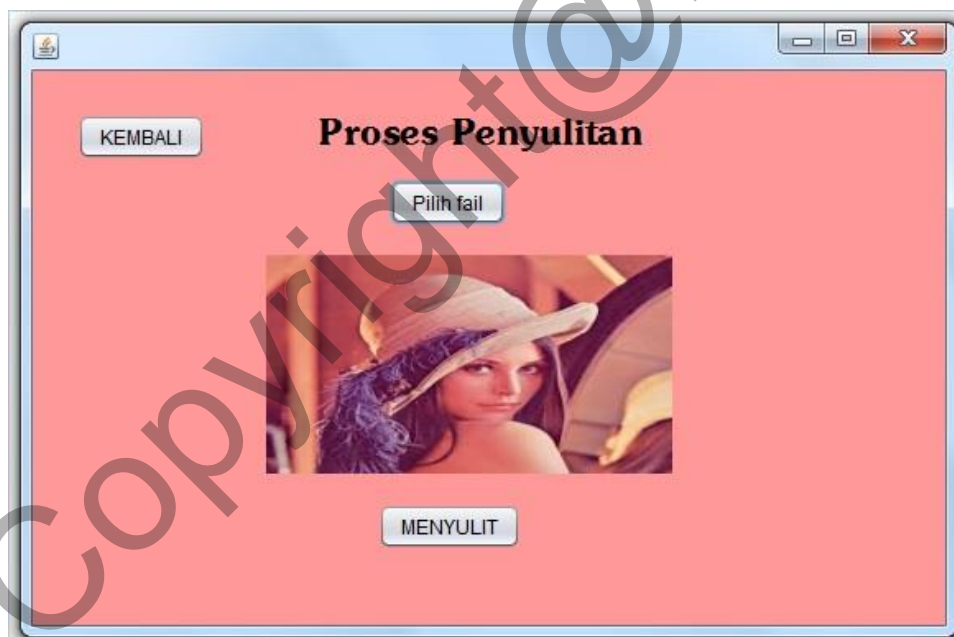 KEMBALI
Proses Penyulitan
Pilih fail
MENYULIT
Copyright@